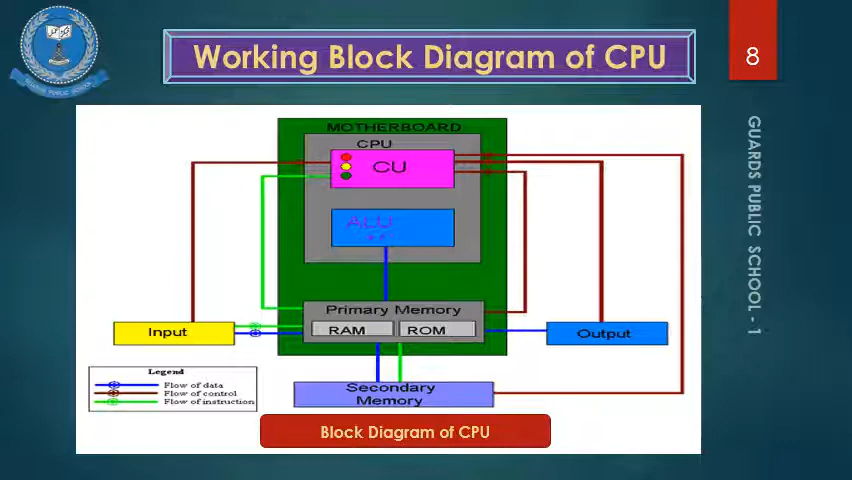 Working Block Diagram of CPU
8
GUARDS PUBLIC SCHOOL - 1
MOTHERBOARD
CPU
CU
ALU
Primary Memory
RAM
ROM
Input
Output
Secondary
Memory
Legend
Flow of data
Flow of control
Flow of instruction
Block Diagram of CPU